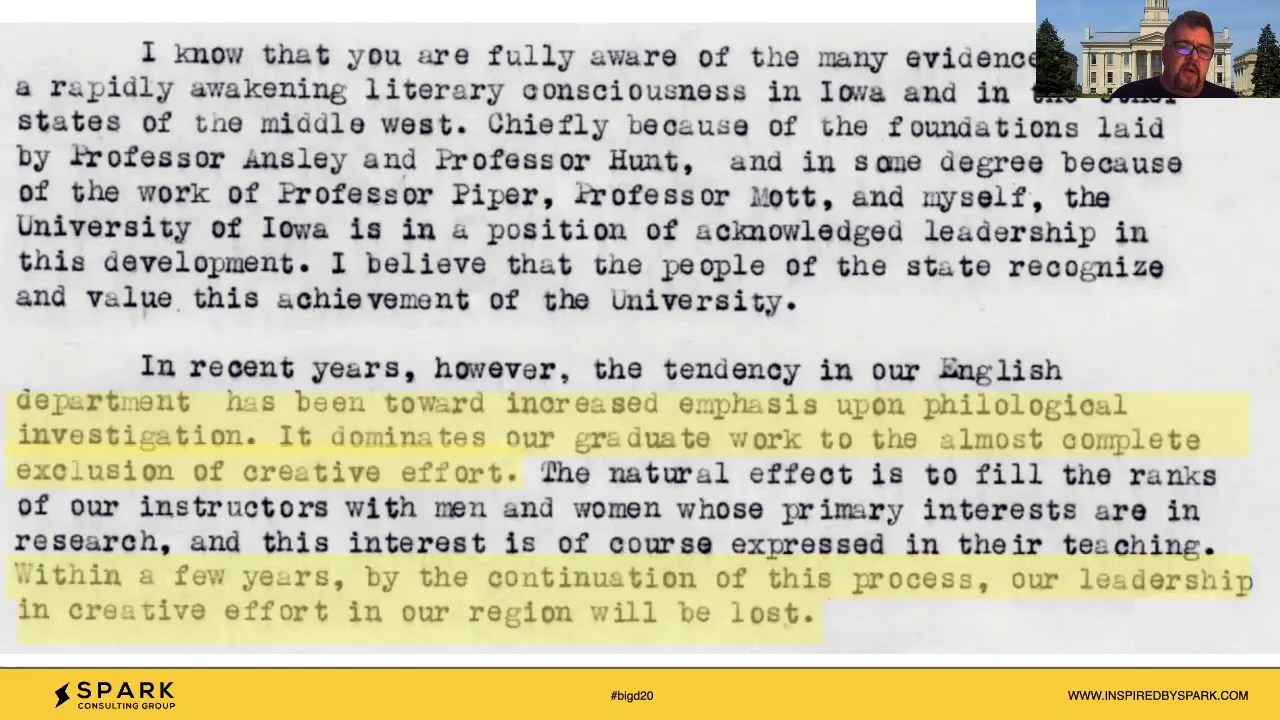 I know that you are fully aware of the many evidence
a rapidly awakening literary consciousness in Iowa and in the other
states of the middle west. Chiefly because of the foundations laid
by Professor Ansley and Professor Hunt, and in some degree because
of the work of Professor Piper, Professor Mott, and myself, the
University of Iowa is in a position of acknowledged leadership in
this development. I believe that the people of the state recognize
and value this achievement of the University.
In recent years, however, the tendency in our English
department has been toward increased emphasis upon philological
investigation. It dominates our graduate work to the almost complete
exclusion of creative effort. The natural effect is to fill the ranks
of our instructors with men and women whose primary interests are in
research, and this interest is of course expressed in their teaching.
Within a few years, by the continuation of this process, our leadership
in creative effort in our region will be lost.
SPARK
CONSULTING GROUP
#bigd20
WWW.INSPIREDBYSPARK.COM